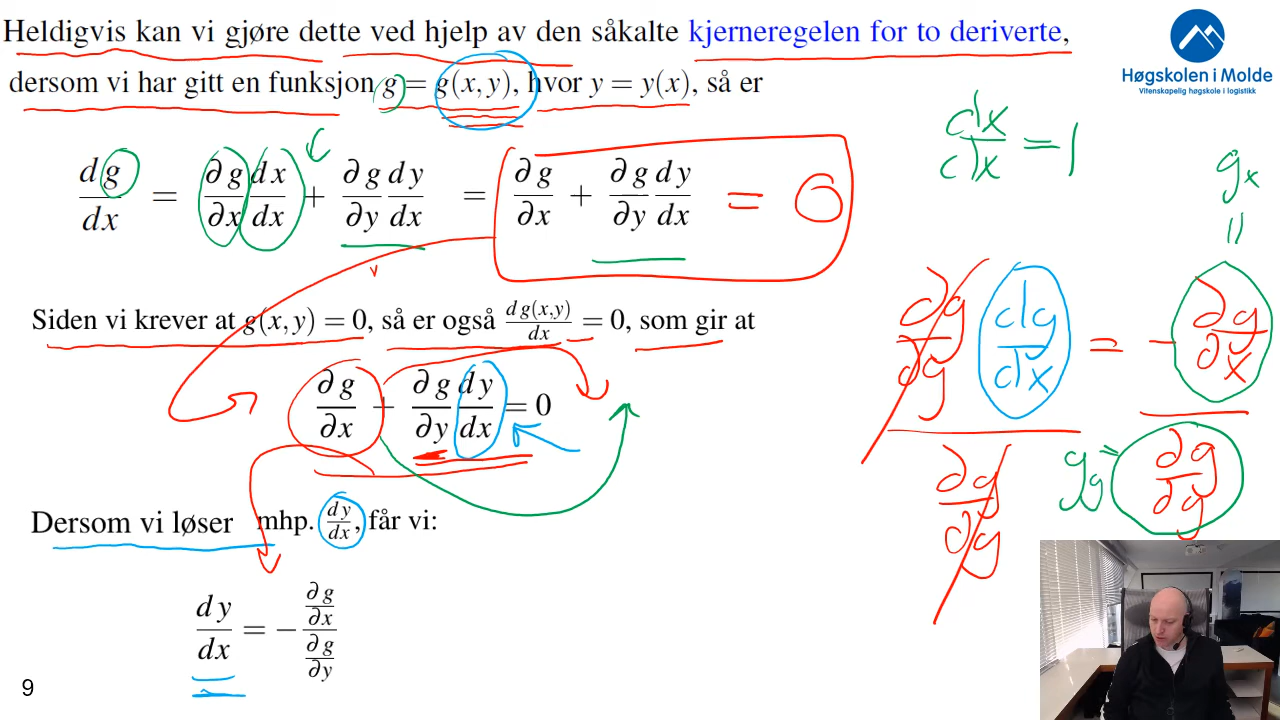 Heldigvis kan vi gjøre dette ved hjelp av den såkalte kjerneregelen for to deriverte,
dersom vi har gitt en funksjon g = g(x, y), hvor y = y(x), så er
Høgskolen i Molde
Vitenskapelig høgskole i logistikk
dx/dx = 1
dg/dx = ∂g/∂x dx/dx + ∂g/∂y dy/dx = ∂g/∂x + ∂g/∂y dy/dx = 0
g_x
=
Siden vi krever at g(x, y) = 0, så er også dg(x,y)/dx = 0, som gir at
∂g/∂y dy/dx = - ∂g/∂x
∂g/∂x + ∂g/∂y dy/dx = 0
∂g/∂y g_y = ∂g/∂y
Dersom vi løser mhp. dy/dx, får vi:
dy/dx = − ∂g/∂x / ∂g/∂y
9